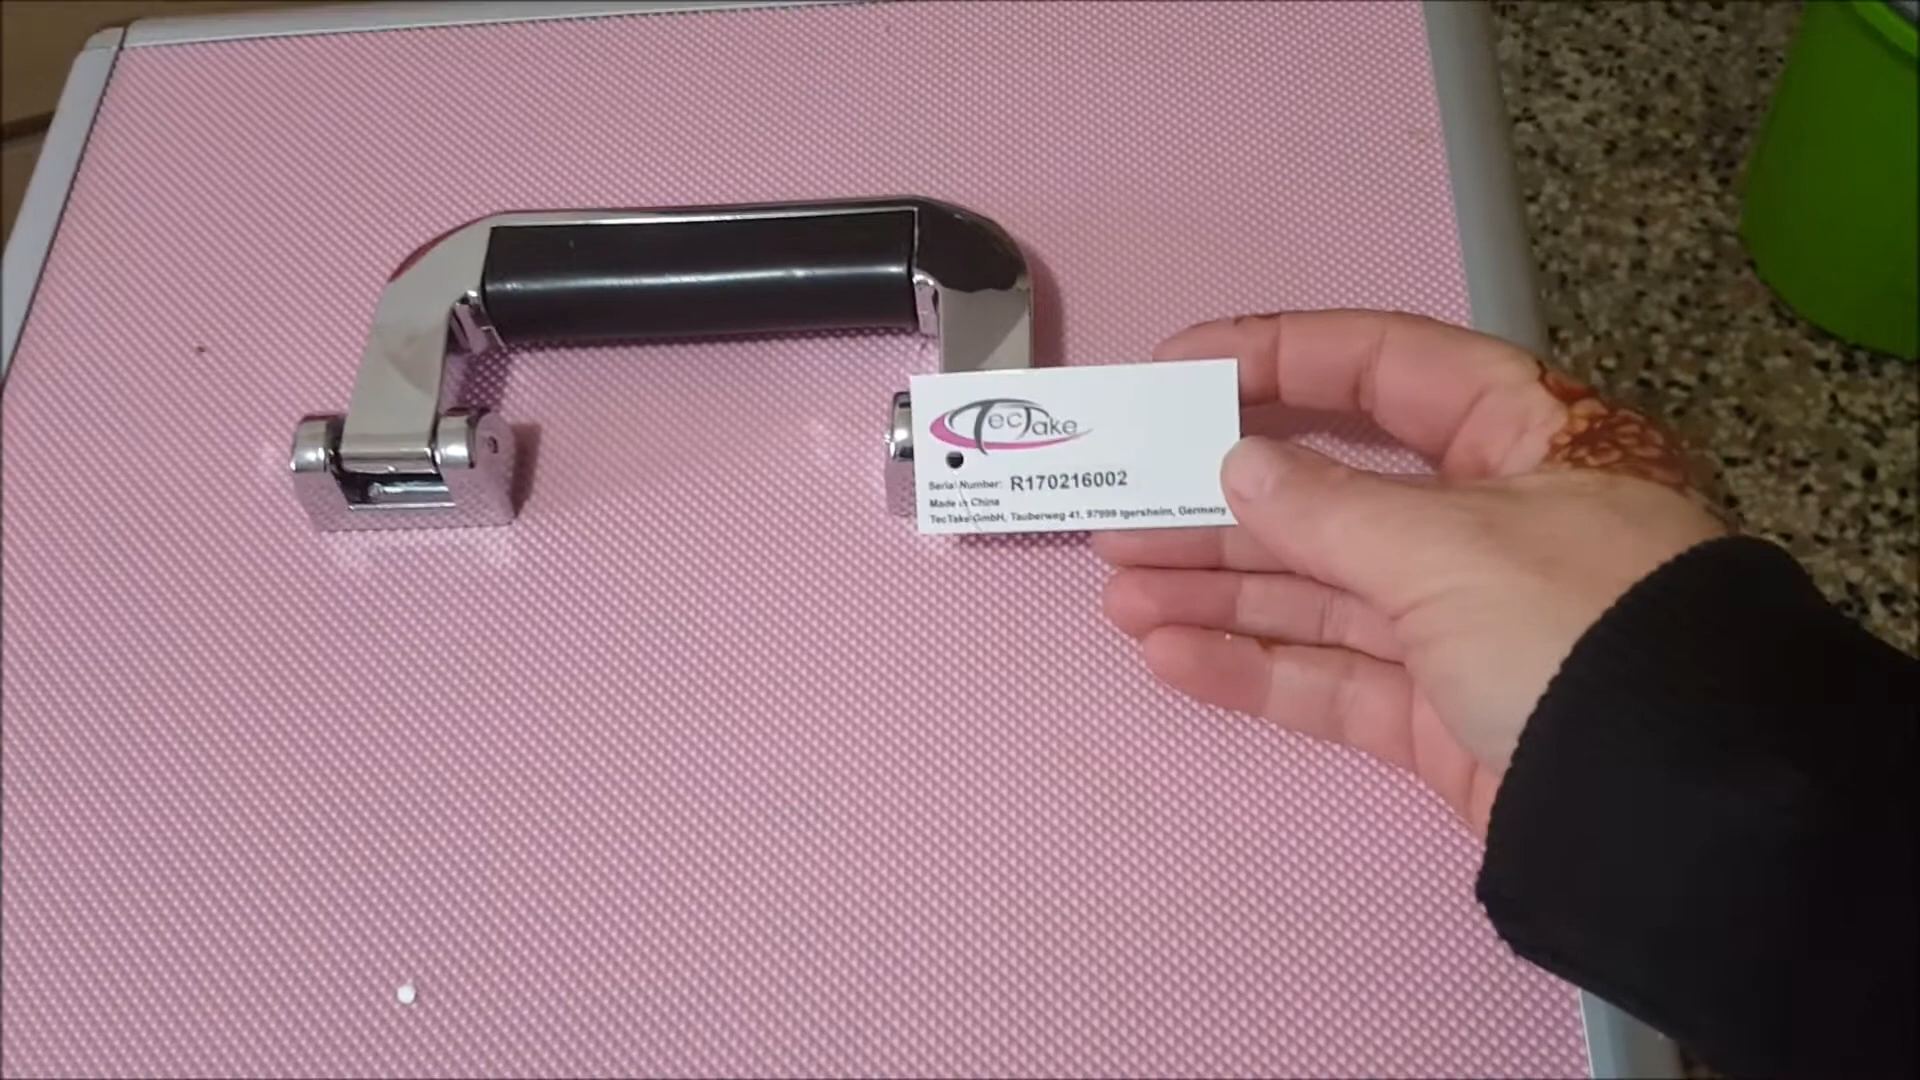 TecTake
Serial Number: R170216002
Made in China
TecTake GmbH, Tauberweg 41, 97999 Igersheim, Germany